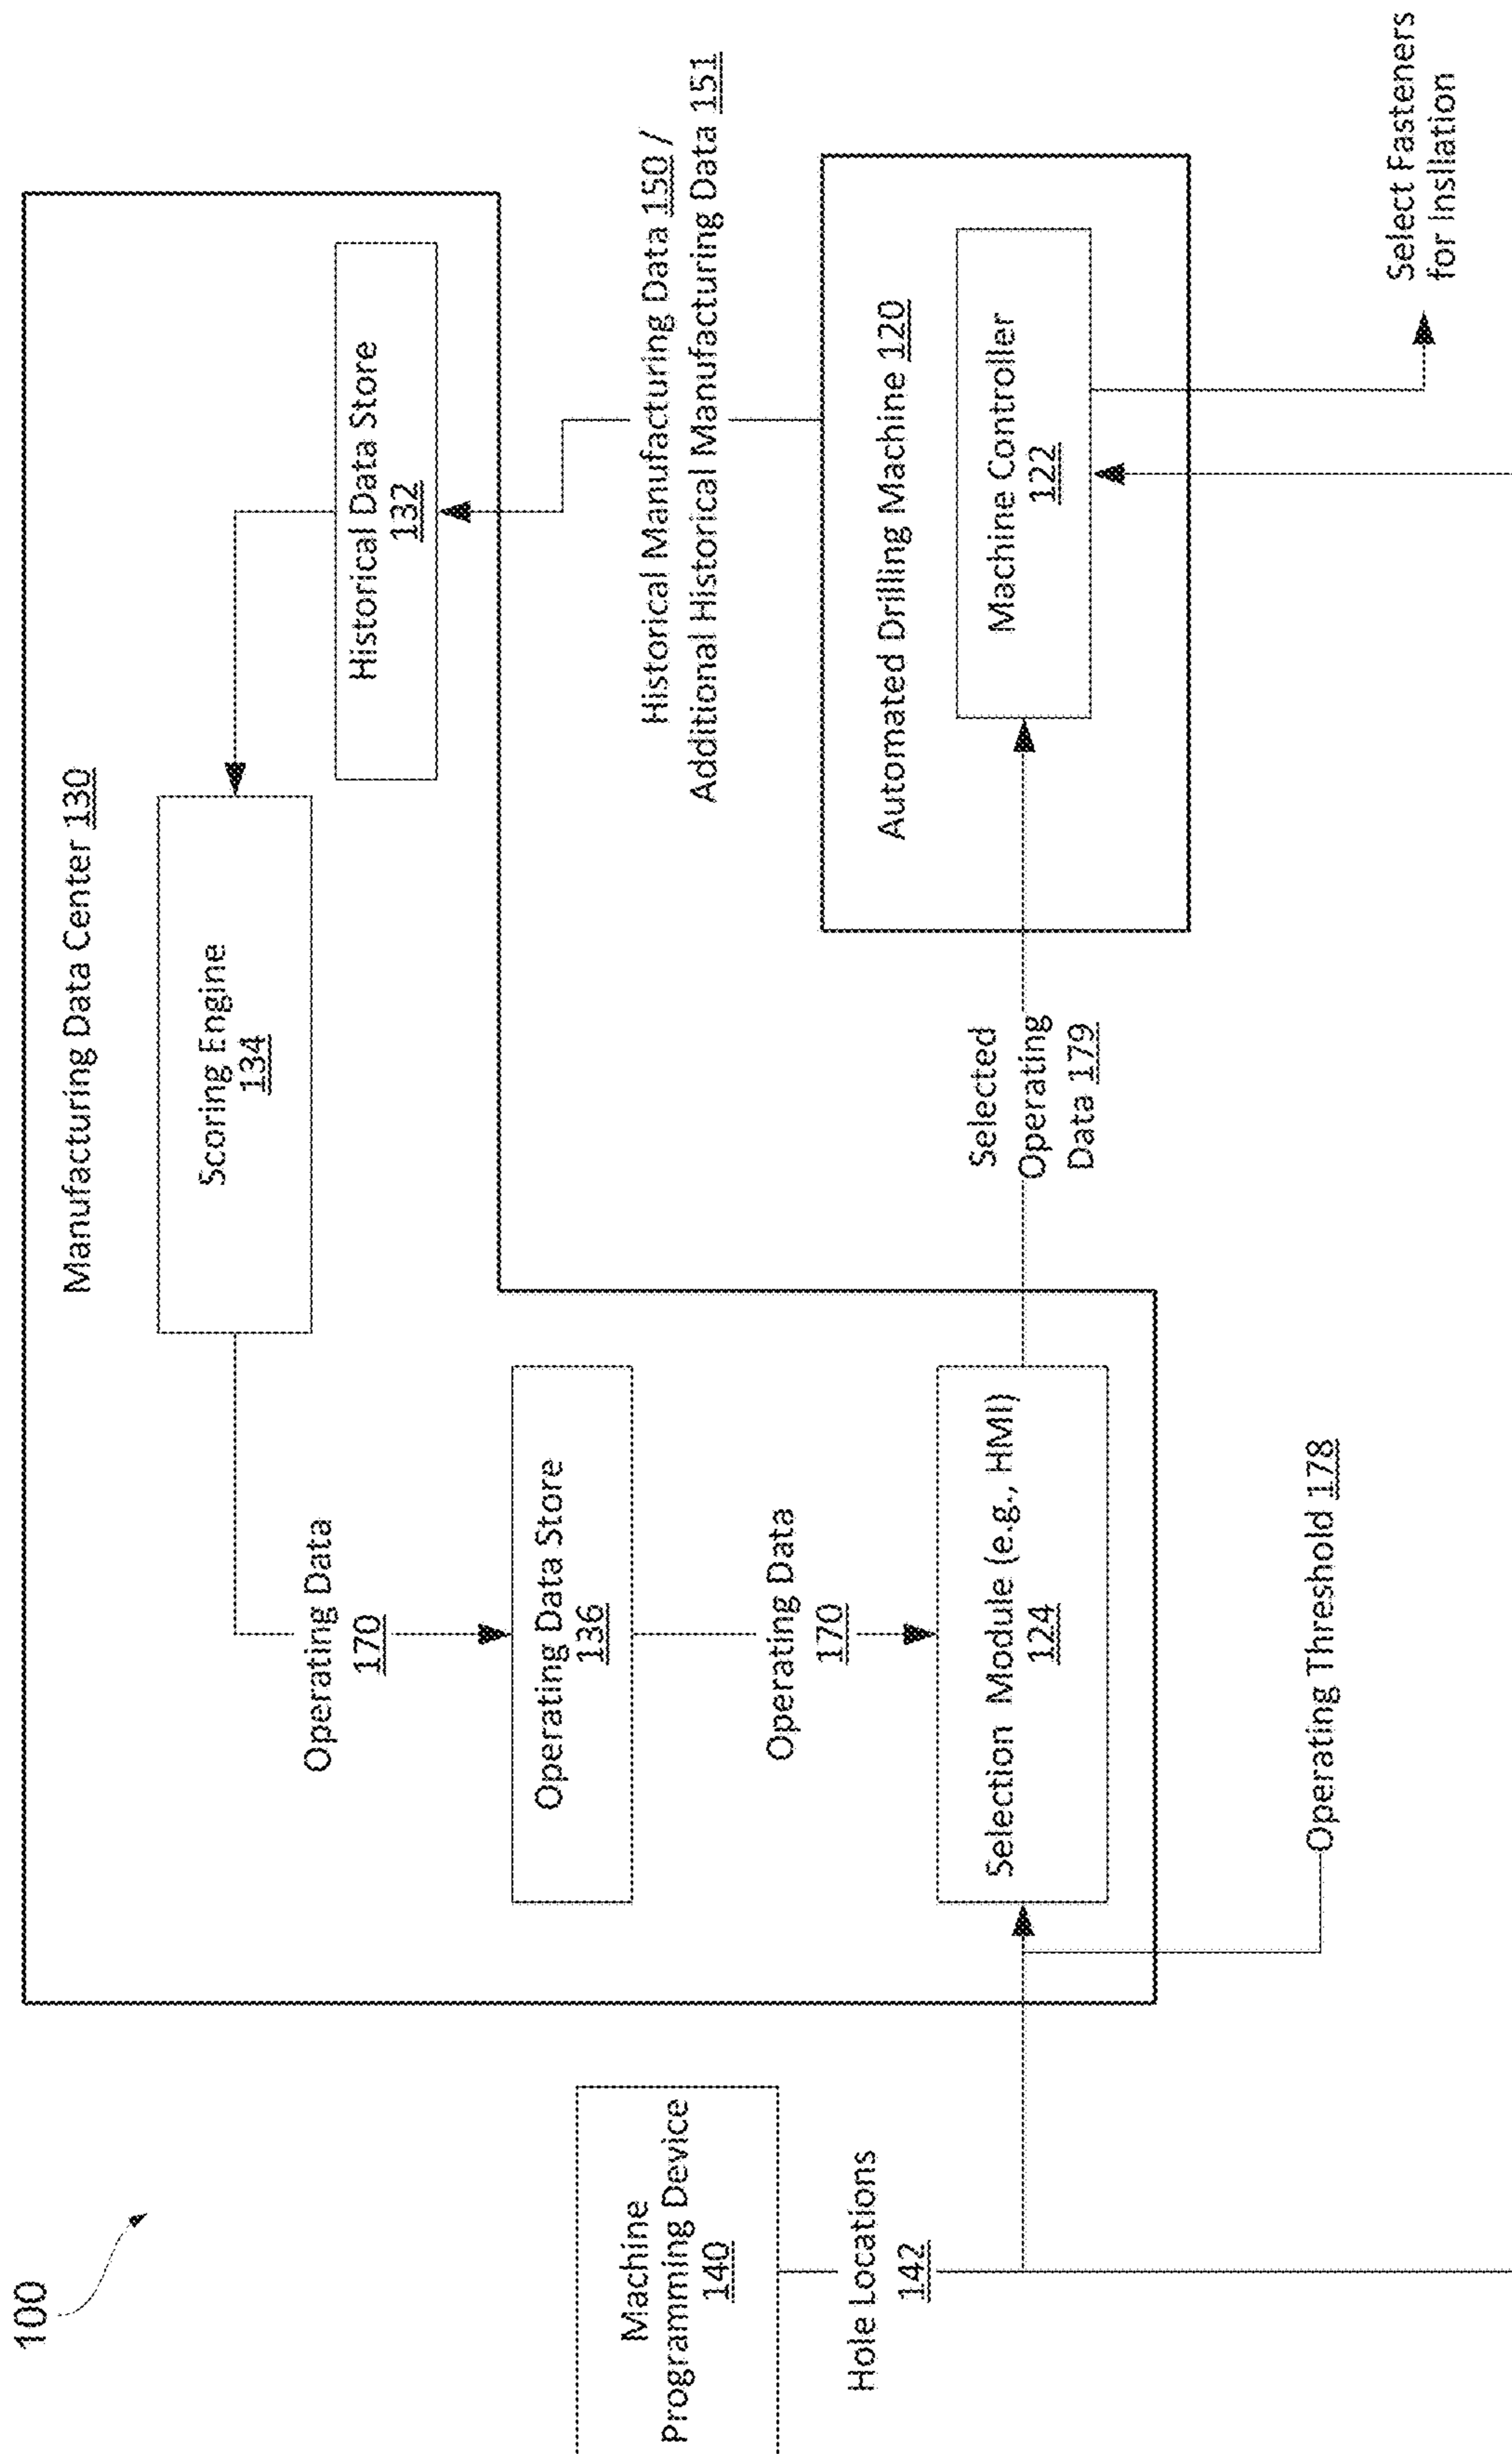 100
Manufacturing Data Center 130
Scoring Engine
134
Historical Data Store
132
Operating Data
170
Operating Data Store
136
Operating Data
170
Selection Module (e.g., HMI)
124
Machine
Programming Device
140
Hole Locations
142
Operating Threshold 178
Selected
Operating
Data 179
Historical Manufacturing Data 150 /
Additional Historical Manufacturing Data 151
Automated Drilling Machine 120
Machine Controller
122
Select Fasteners
for Insllation